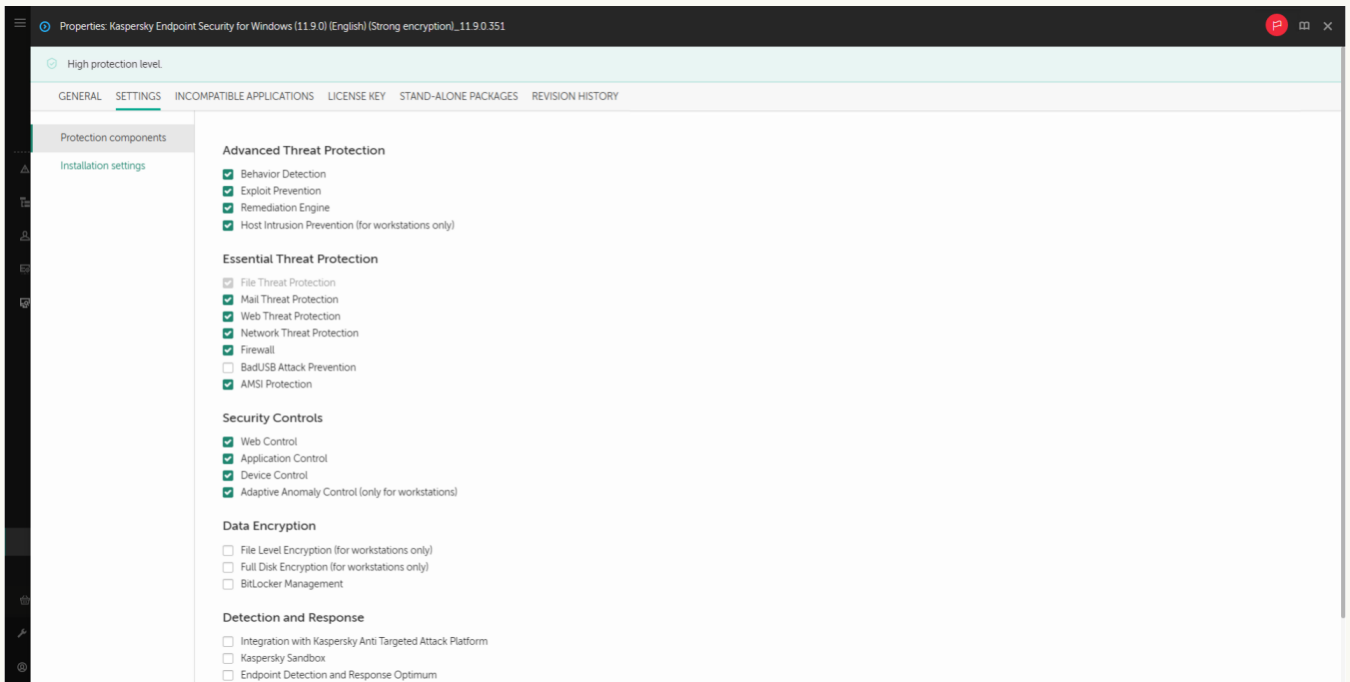 Properties: Kaspersky Endpoint Security for Windows (11.9.0) (English) (Strong encryption)_11.9.0.351
High protection level.
GENERAL SETTINGS INCOMPATIBLE APPLICATIONS LICENSE KEY STAND-ALONE PACKAGES REVISION HISTORY
Protection components
Installation settings
Advanced Threat Protection
Behavior Detection
Exploit Prevention
Remediation Engine
Host Intrusion Prevention (for workstations only)
Essential Threat Protection
File Threat Protection
Mail Threat Protection
Web Threat Protection
Network Threat Protection
Firewall
BadUSB Attack Prevention
AMSI Protection
Security Controls
Web Control
Application Control
Device Control
Adaptive Anomaly Control (only for workstations)
Data Encryption
File Level Encryption (for workstations only)
Full Disk Encryption (for workstations only)
BitLocker Management
Detection and Response
Integration with Kaspersky Anti Targeted Attack Platform
Kaspersky Sandbox
Endpoint Detection and Response Optimum